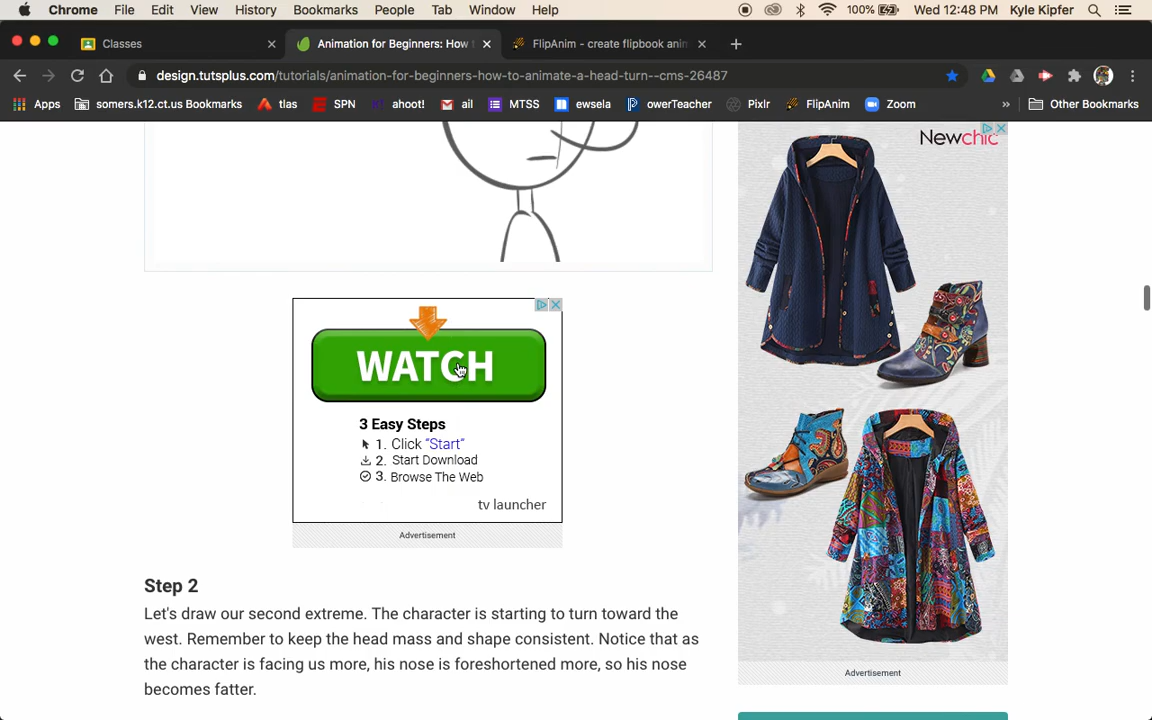 Chrome File Edit View History Bookmarks People Tab Window Help 100% Wed 12:48 PM Kyle Kipfer
Classes Animation for Beginners: How FlipAnim - create flipbook anim
design.tutsplus.com/tutorials/animation-for-beginners-how-to-animate-a-head-turn--cms-26487
Apps somers.k12.ct.us Bookmarks tlas SPN ahoot! ail MTSS ewsela owerTeacher Pixlr FlipAnim Zoom » Other Bookmarks
Newchic
WATCH
3 Easy Steps
1. Click “Start”
2. Start Download
3. Browse The Web
tv launcher
Advertisement
Step 2
Let's draw our second extreme. The character is starting to turn toward the
west. Remember to keep the head mass and shape consistent. Notice that as
the character is facing us more, his nose is foreshortened more, so his nose
becomes fatter.
Advertisement